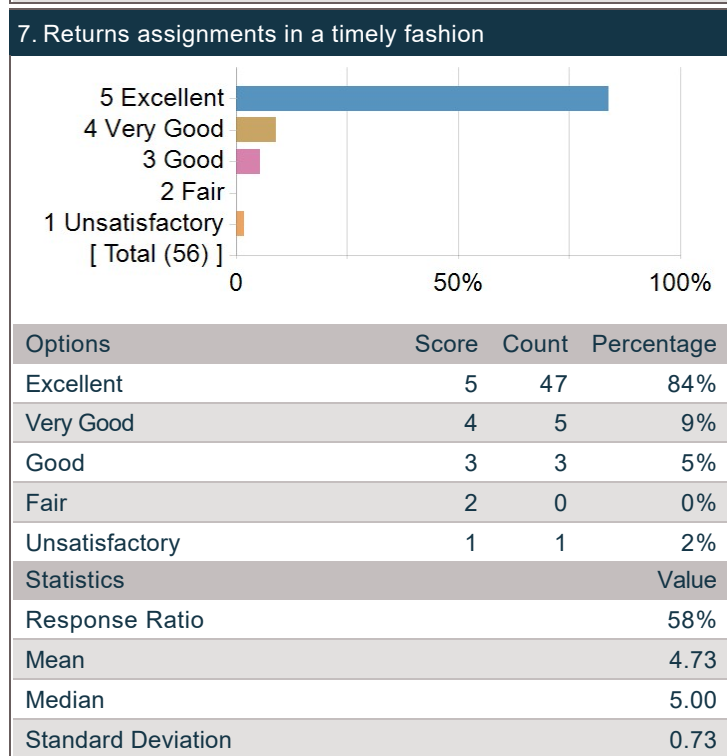 7. Returns assignments in a timely fashion
5 Excellent
4 Very Good
3 Good
2 Fair
1 Unsatisfactory
[ Total (56) ]
0 50% 100%
Options Score Count Percentage
Excellent 5 47 84%
Very Good 4 5 9%
Good 3 3 5%
Fair 2 0 0%
Unsatisfactory 1 1 2%
Statistics Value
Response Ratio 58%
Mean 4.73
Median 5.00
Standard Deviation 0.73